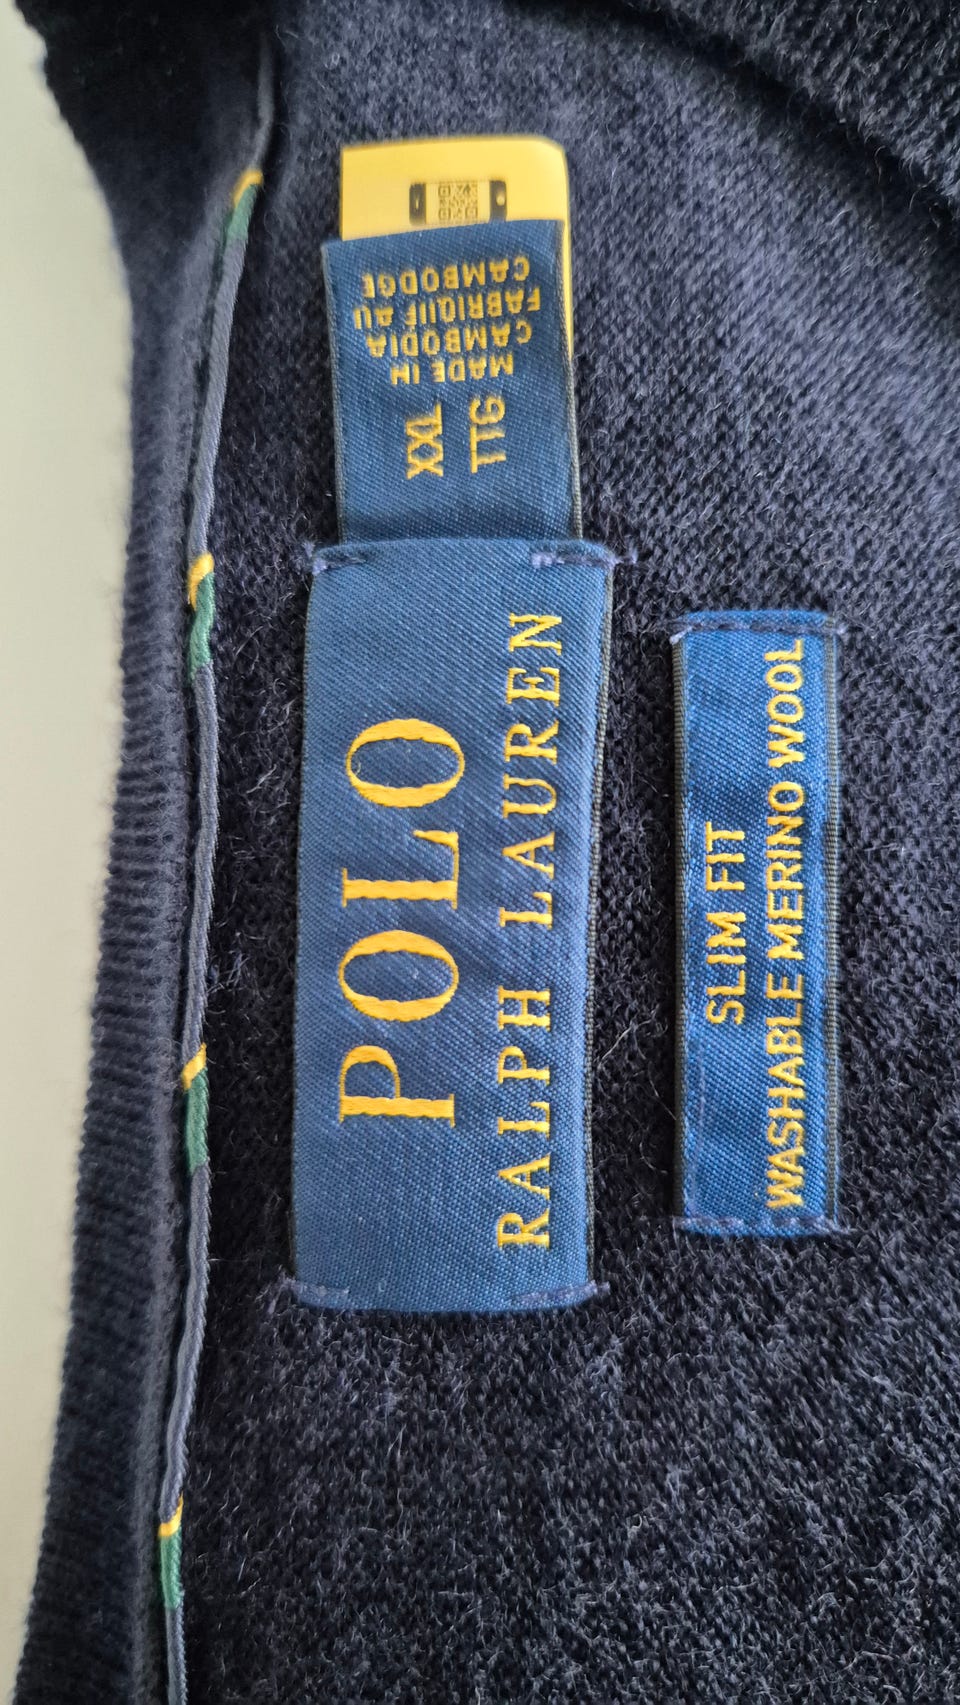 POLO
RALPH LAUREN
XXL
TTG
MADE IN
CAMBODIA
FABRIQUÉ AU
CAMBODGE
SLIM FIT
WASHABLE MERINO WOOL